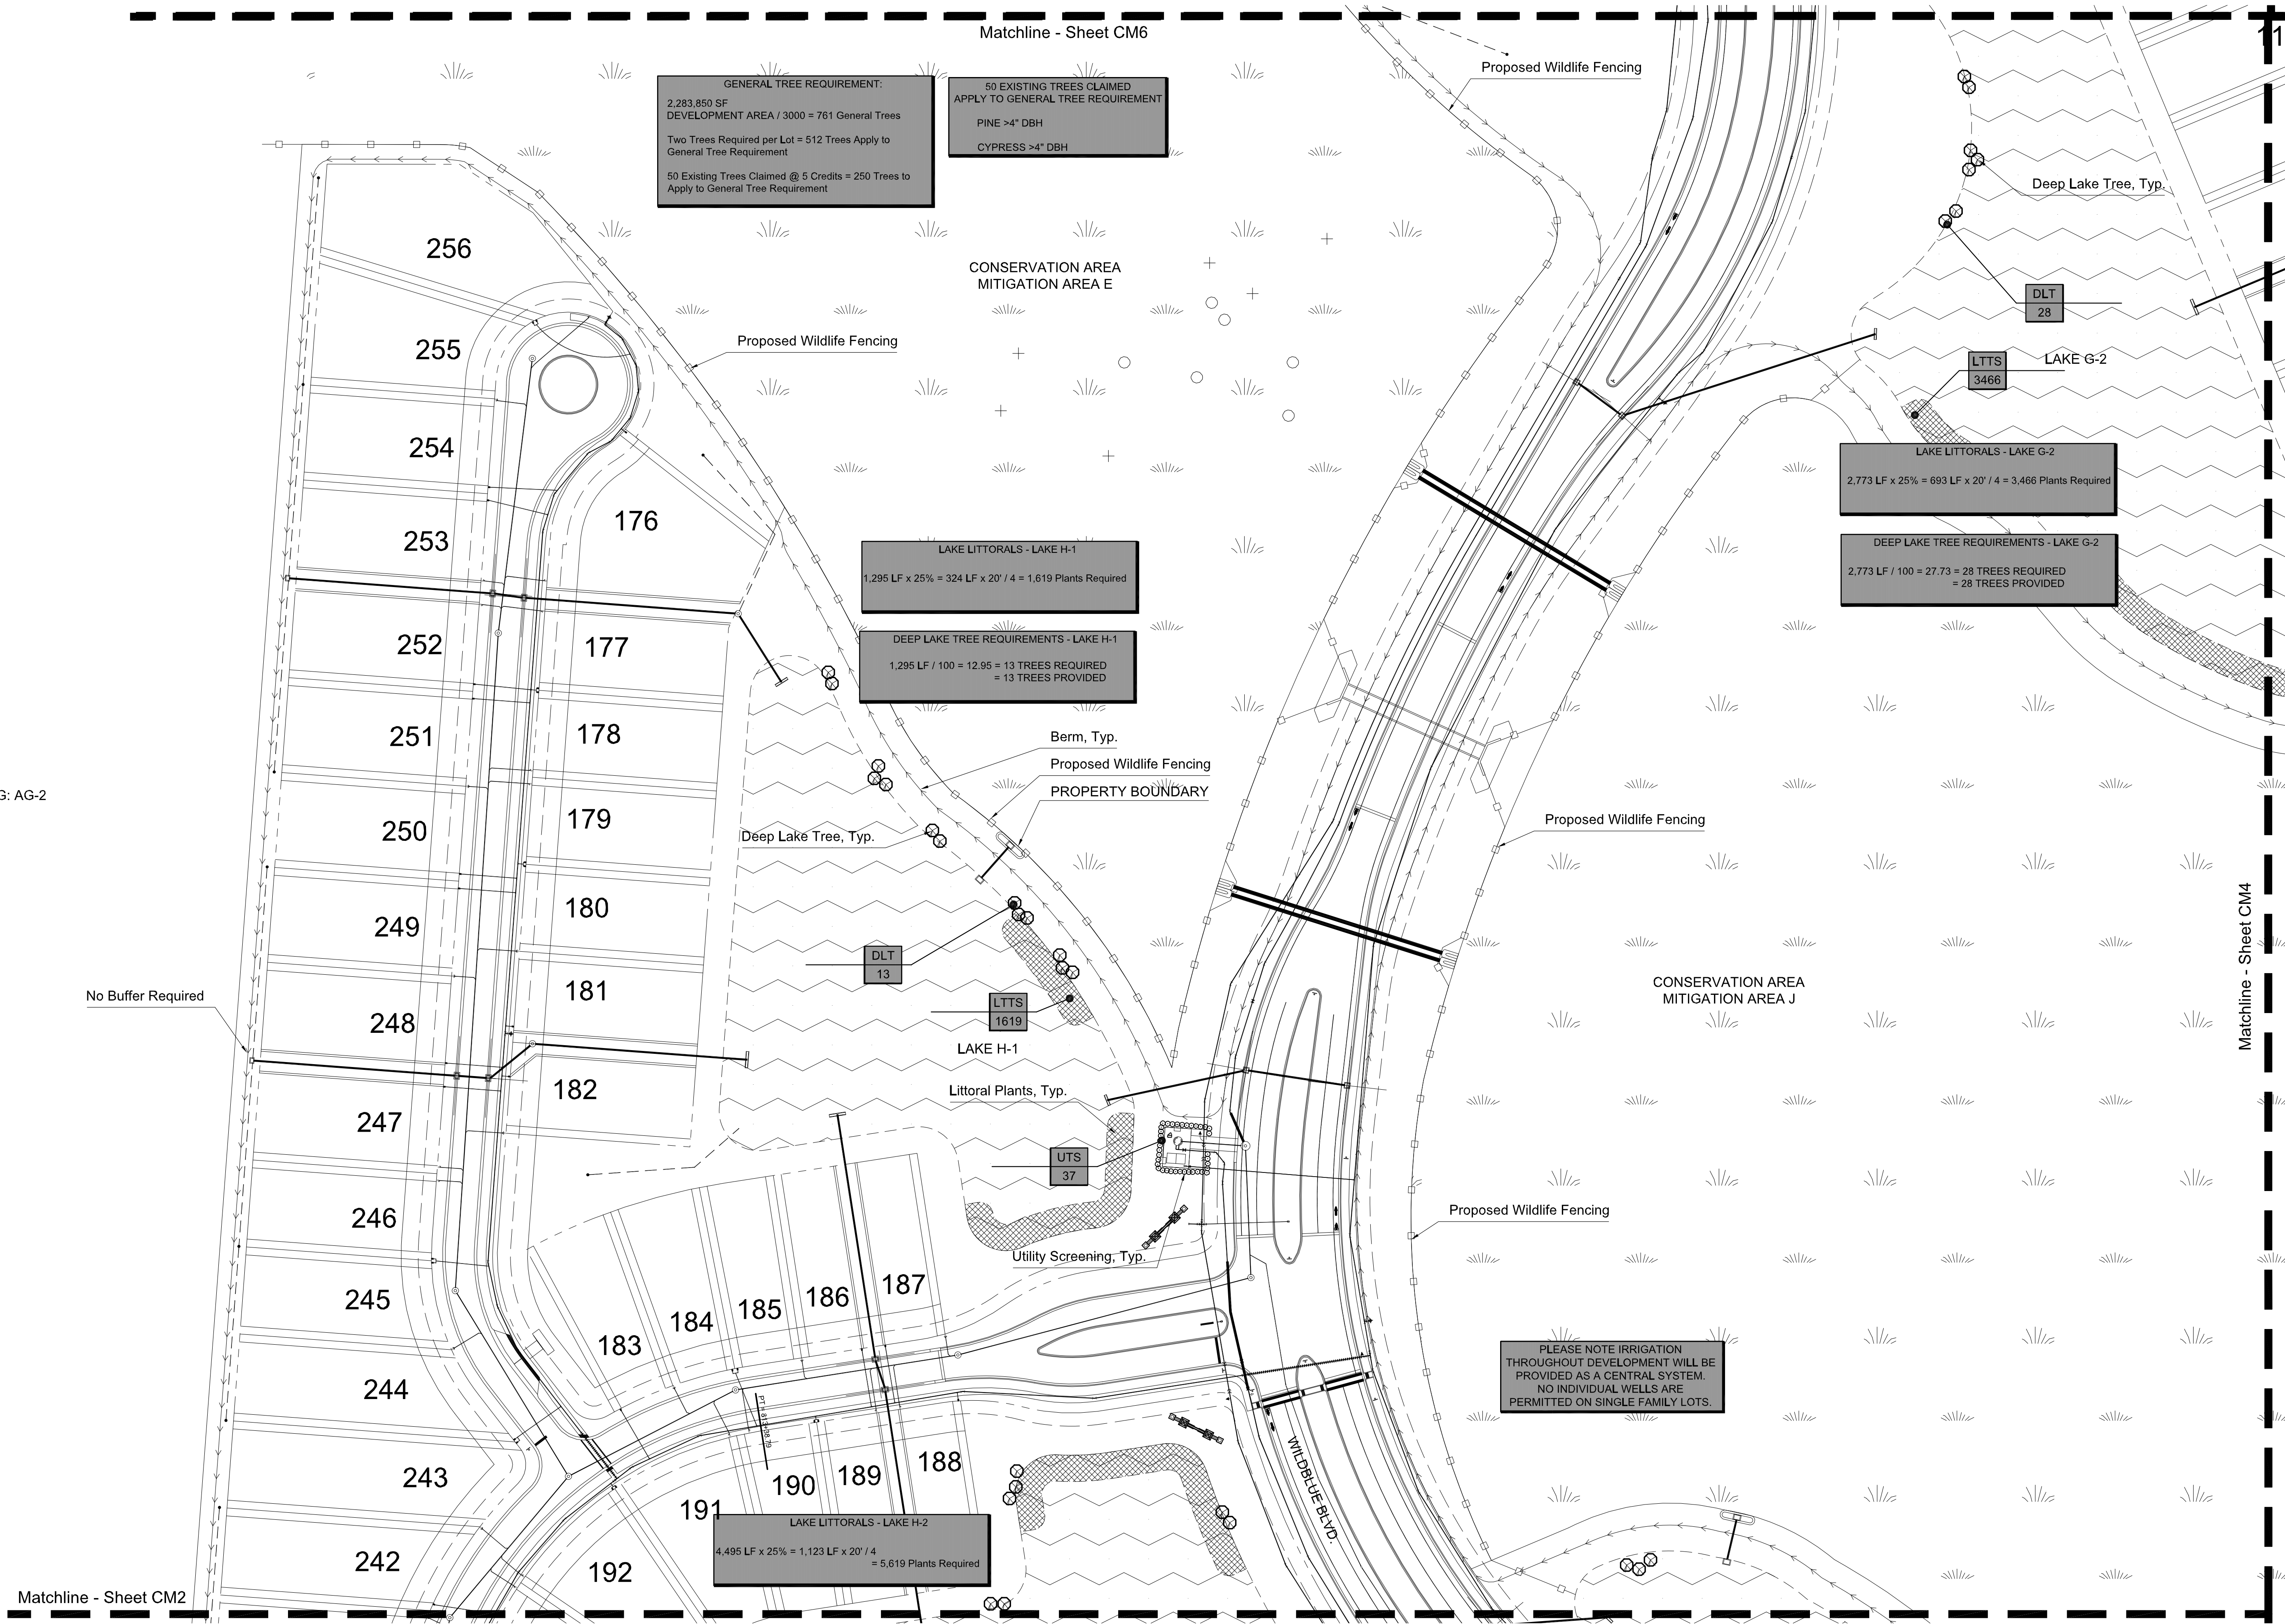 Matchline - Sheet CM6
11
GENERAL TREE REQUIREMENT:
2,283,850 SF
DEVELOPMENT AREA / 3000 = 761 General Trees
Two Trees Required per Lot = 512 Trees Apply to
General Tree Requirement
50 Existing Trees Claimed @ 5 Credits = 250 Trees to
Apply to General Tree Requirement
50 EXISTING TREES CLAIMED
APPLY TO GENERAL TREE REQUIREMENT
PINE >4" DBH
CYPRESS >4" DBH
Proposed Wildlife Fencing
Deep Lake Tree, Typ.
256
CONSERVATION AREA
MITIGATION AREA E
DLT
28
Proposed Wildlife Fencing
255
LTTS
3466
LAKE G-2
254
LAKE LITTORALS - LAKE G-2
2,773 LF x 25% = 693 LF x 20' / 4 = 3,466 Plants Required
176
253
LAKE LITTORALS - LAKE H-1
1,295 LF x 25% = 324 LF x 20' / 4 = 1,619 Plants Required
DEEP LAKE TREE REQUIREMENTS - LAKE G-2
2,773 LF / 100 = 27.73 = 28 TREES REQUIRED
= 28 TREES PROVIDED
252
177
DEEP LAKE TREE REQUIREMENTS - LAKE H-1
1,295 LF / 100 = 12.95 = 13 TREES REQUIRED
= 13 TREES PROVIDED
251
178
Berm, Typ.
Proposed Wildlife Fencing
PROPERTY BOUNDARY
G: AG-2
250
179
Deep Lake Tree, Typ.
Proposed Wildlife Fencing
249
180
Matchline - Sheet CM4
DLT
13
No Buffer Required
248
181
LTTS
1619
CONSERVATION AREA
MITIGATION AREA J
LAKE H-1
182
Littoral Plants, Typ.
247
UTS
37
246
Proposed Wildlife Fencing
Utility Screening, Typ.
245
183
184
185
186
187
PLEASE NOTE IRRIGATION
THROUGHOUT DEVELOPMENT WILL BE
PROVIDED AS A CENTRAL SYSTEM.
NO INDIVIDUAL WELLS ARE
PERMITTED ON SINGLE FAMILY LOTS.
244
243
188
189
190
191
WILDBLUE BLVD.
LAKE LITTORALS - LAKE H-2
4,495 LF x 25% = 1,123 LF x 20' / 4
= 5,619 Plants Required
242
192
Matchline - Sheet CM2